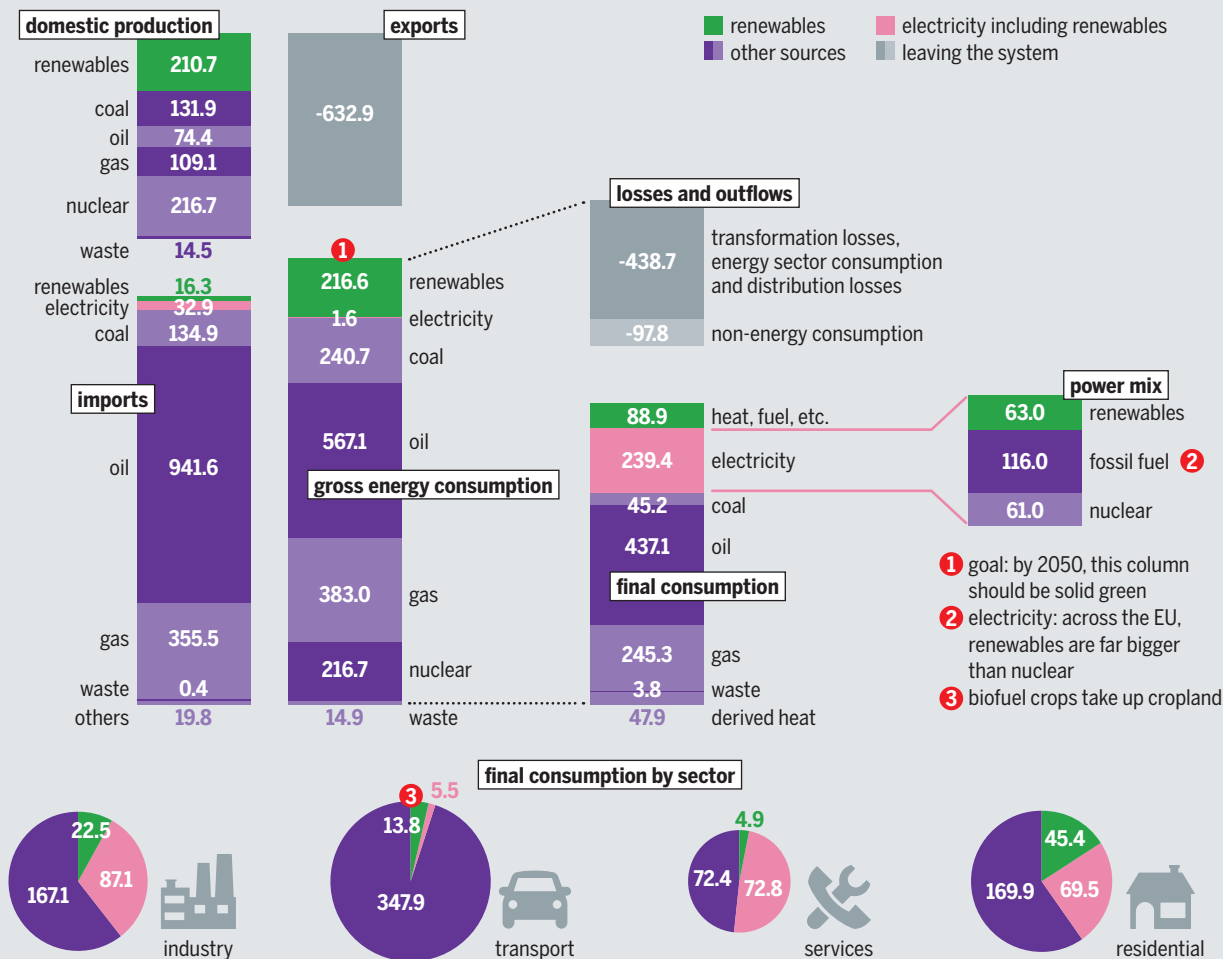 domestic production
renewables
210.7
coal
131.9
oil
74.4
gas
109.1
nuclear
216.7
waste
14.5
imports
renewables
16.3
electricity
32.9
coal
134.9
oil
941.6
gas
355.5
waste
0.4
others
19.8
exports
-632.9
renewables
other sources
electricity including renewables
leaving the system
gross energy consumption
1
216.6
renewables
1.6
electricity
240.7
coal
567.1
oil
383.0
gas
216.7
nuclear
14.9
waste
losses and outflows
-438.7
transformation losses,
energy sector consumption
and distribution losses
-97.8
non-energy consumption
final consumption
88.9
heat, fuel, etc.
239.4
electricity
45.2
coal
437.1
oil
245.3
gas
3.8
waste
47.9
derived heat
power mix
63.0
renewables
116.0
fossil fuel 2
61.0
nuclear
1 goal: by 2050, this column
should be solid green
2 electricity: across the EU,
renewables are far bigger
than nuclear
3 biofuel crops take up cropland
final consumption by sector
22.5
87.1
167.1
industry
3
13.8
5.5
347.9
transport
4.9
72.4
72.8
services
45.4
69.5
169.9
residential